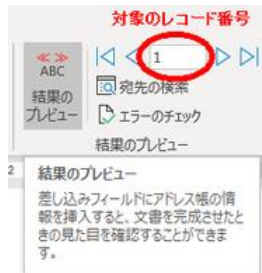 対象のレコード番号
ABC
結果の
プレビュー
1
宛先の検索
エラーのチェック
結果のプレビュー
2
結果のプレビュー
差し込みフィールドにアドレス帳の情
報を挿入すると、文書を完成させたと
きの見た目を確認することができま
す。